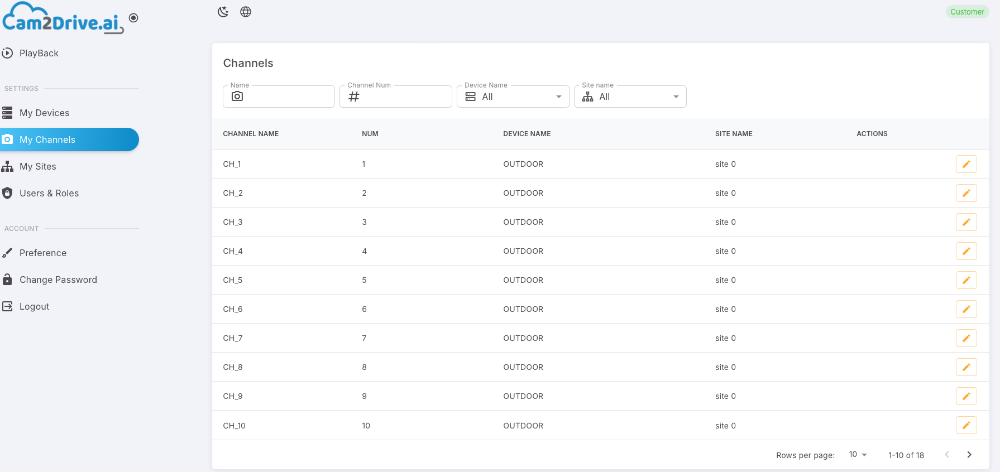 Cam2Drive.ai
Customer
PlayBack
SETTINGS
My Devices
My Channels
My Sites
Users & Roles
ACCOUNT
Preference
Change Password
Logout
Channels
Name Channel Num Device Name Site name
# All All
CHANNEL NAME NUM DEVICE NAME SITE NAME ACTIONS
CH_1 1 OUTDOOR site 0
CH_2 2 OUTDOOR site 0
CH_3 3 OUTDOOR site 0
CH_4 4 OUTDOOR site 0
CH_5 5 OUTDOOR site 0
CH_6 6 OUTDOOR site 0
CH_7 7 OUTDOOR site 0
CH_8 8 OUTDOOR site 0
CH_9 9 OUTDOOR site 0
CH_10 10 OUTDOOR site 0
Rows per page: 10 1-10 of 18